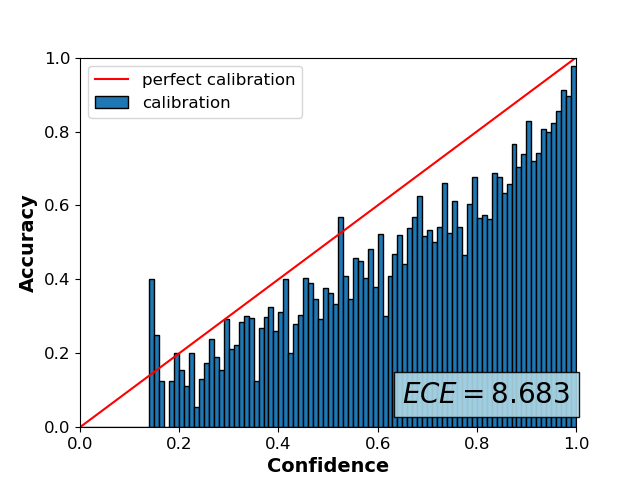 perfect calibration
calibration
1.0
0.8
0.6
0.4
0.2
0.0
Accuracy
ECE = 8.683
0.0 0.2 0.4 0.6 0.8 1.0
Confidence